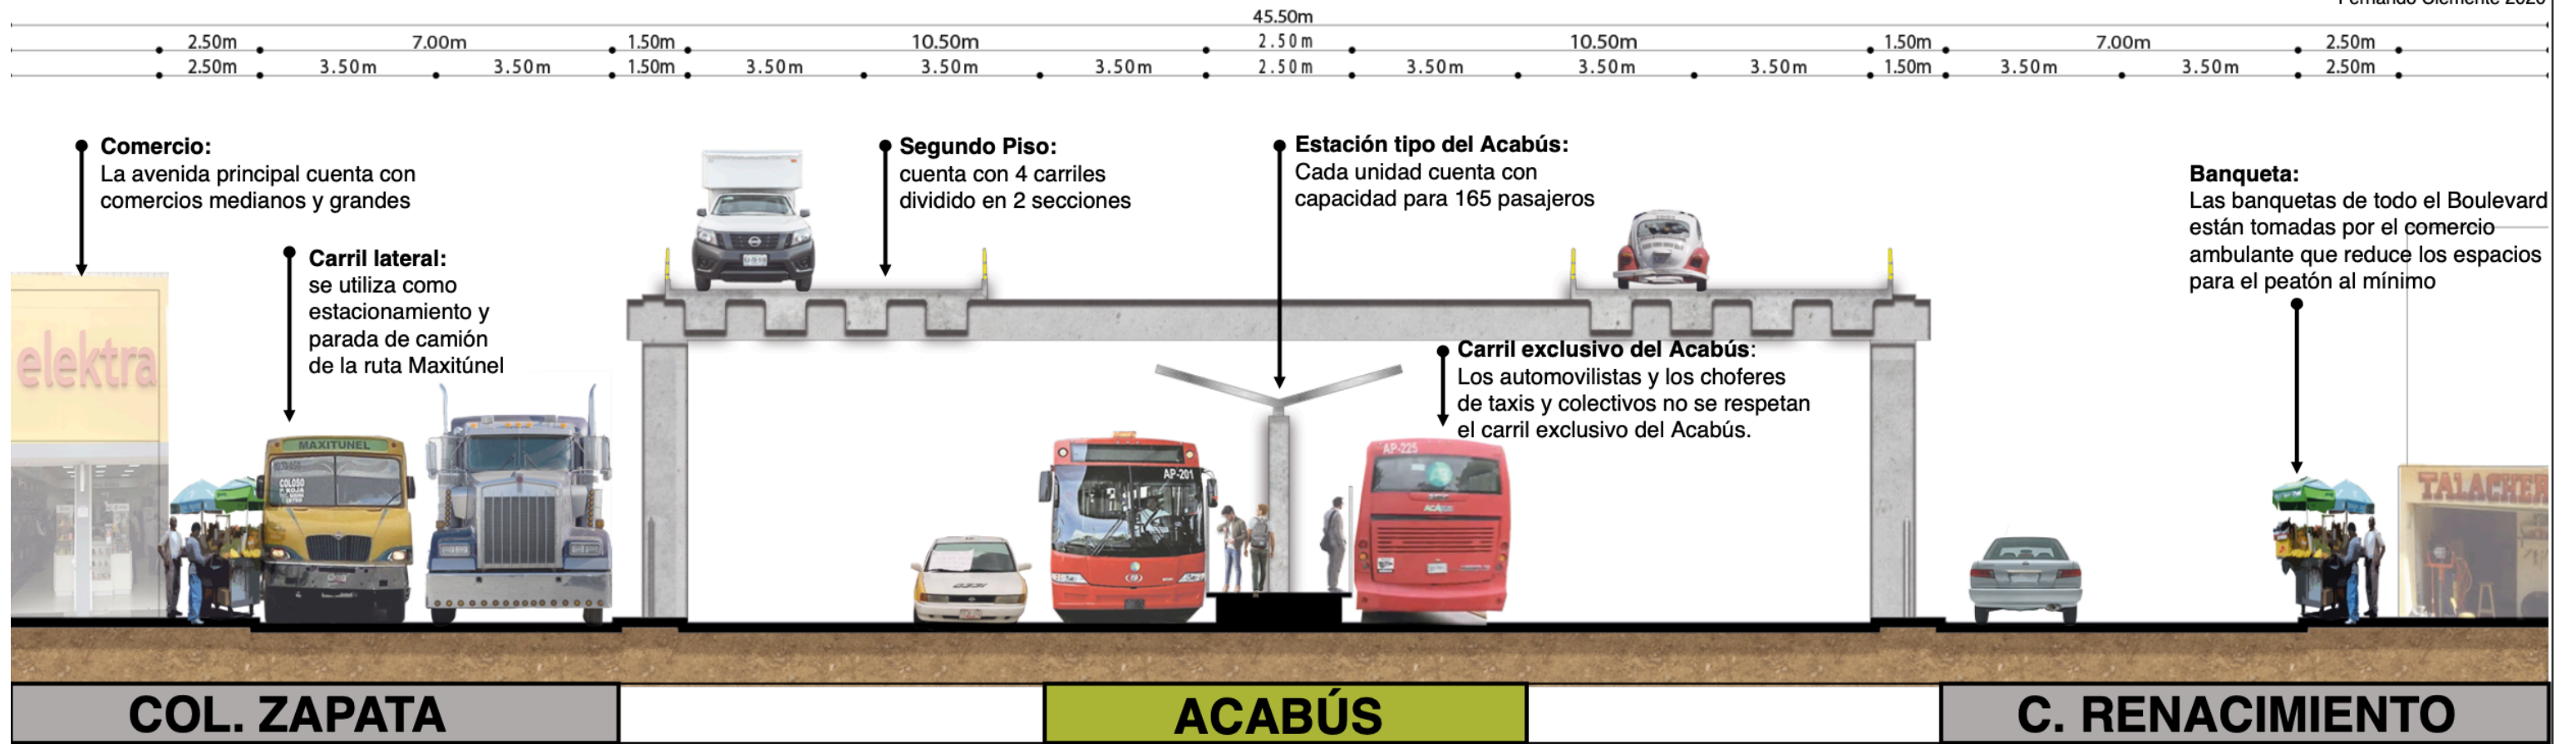 Fernando Clemente 2020
45.50m
2.50m 7.00m 1.50m 10.50m 2.50m 10.50m 1.50m 7.00m 2.50m
2.50m 3.50m 3.50m 1.50m 3.50m 3.50m 3.50m 2.50m 3.50m 3.50m 3.50m 1.50m 3.50m 3.50m 2.50m
Comercio:
La avenida principal cuenta con
comercios medianos y grandes
Carril lateral:
se utiliza como
estacionamiento y
parada de camión
de la ruta Maxitúnel
Segundo Piso:
cuenta con 4 carriles
dividido en 2 secciones
Estación tipo del Acabús:
Cada unidad cuenta con
capacidad para 165 pasajeros
Carril exclusivo del Acabús:
Los automovilistas y los choferes
de taxis y colectivos no se respetan
el carril exclusivo del Acabús.
Banqueta:
Las banquetas de todo el Boulevard
están tomadas por el comercio
ambulante que reduce los espacios
para el peatón al mínimo
elektra
MAXITUNEL
COLOSO
AP-201
AP-225
ACABUS
TALACHER
COL. ZAPATA
ACABÚS
C. RENACIMIENTO